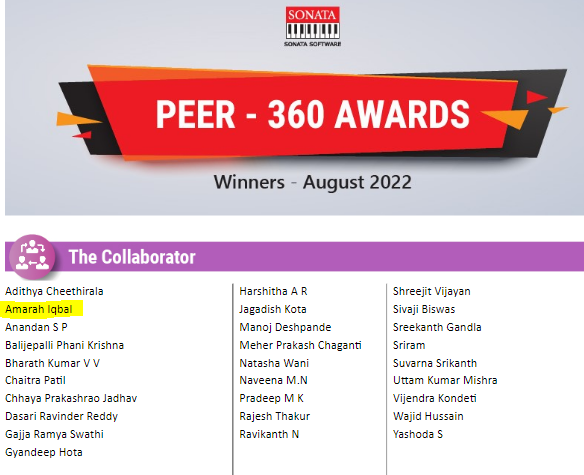 SONATA
SONATA SOFTWARE
PEER - 360 AWARDS
Winners - August 2022
The Collaborator
Adithya Cheethirala
Amarah Iqbal
Anandan S P
Balijepalli Phani Krishna
Bharath Kumar V V
Chaitra Patil
Chhaya Prakashrao Jadhav
Dasari Ravinder Reddy
Gajja Ramya Swathi
Gyandeep Hota
Harshitha A R
Jagadish Kota
Manoj Deshpande
Meher Prakash Chaganti
Natasha Wani
Naveena M.N
Pradeep M K
Rajesh Thakur
Ravikanth N
Shreejit Vijayan
Sivaji Biswas
Sreekanth Gandla
Sriram
Suvarna Srikanth
Uttam Kumar Mishra
Vijendra Kondeti
Wajid Hussain
Yashoda S